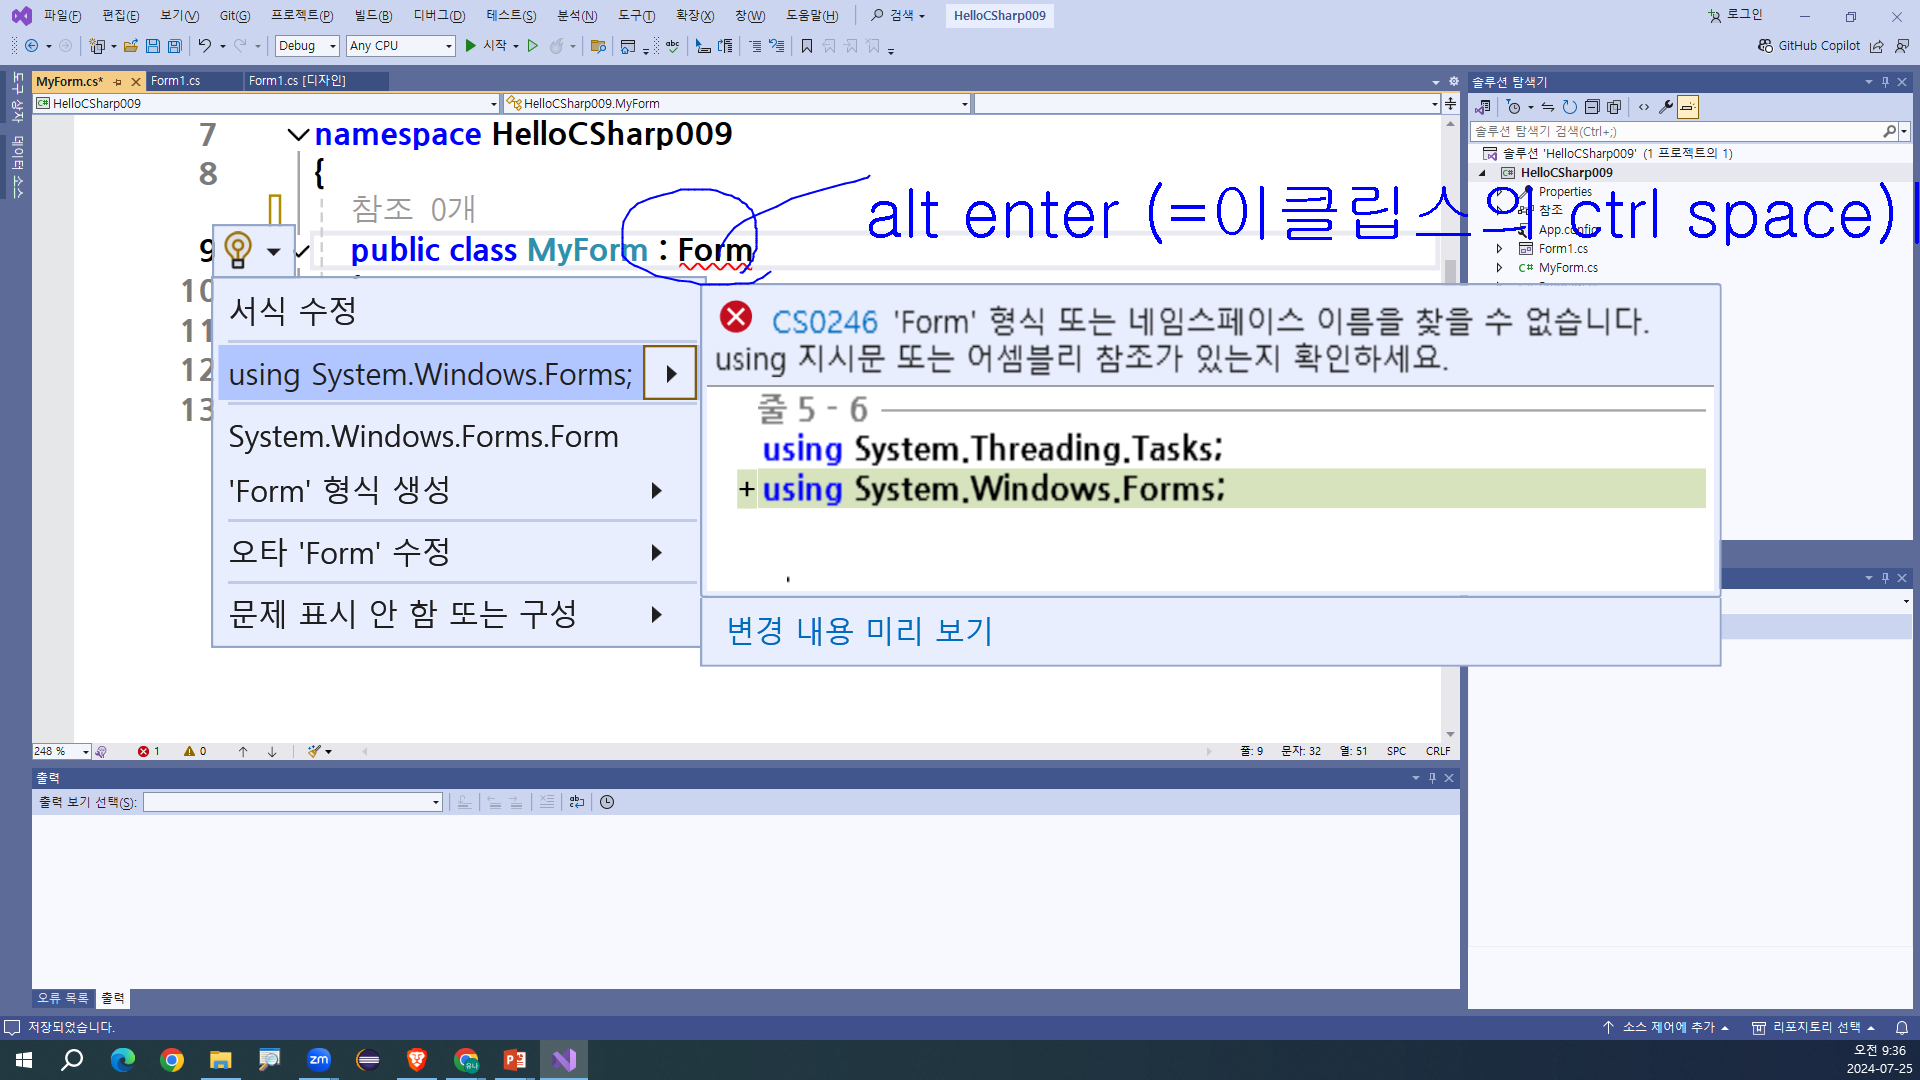 파일(F) 편집(E) 보기(V) Git(G) 프로젝트(P) 빌드(B) 디버그(D) 테스트(S) 분석(N) 도구(T) 확장(X) 창(W) 도움말(H) 검색 HelloCSharp009 로그인
Debug Any CPU 시작 GitHub Copilot
도구 상자
데이터 소스
MyForm.cs* Form1.cs Form1.cs [디자인]
HelloCSharp009 HelloCSharp009.MyForm
7 namespace HelloCSharp009
8 {
참조 0개
9 public class MyForm : Form
10
11
12
13
alt enter (=이클립스의 ctrl space)
서식 수정
using System.Windows.Forms;
System.Windows.Forms.Form
'Form' 형식 생성
오타 'Form' 수정
문제 표시 안 함 또는 구성
CS0246 'Form' 형식 또는 네임스페이스 이름을 찾을 수 없습니다.
using 지시문 또는 어셈블리 참조가 있는지 확인하세요.
줄 5 - 6
using System.Threading.Tasks;
+ using System.Windows.Forms;
변경 내용 미리 보기
248 % 1 0 줄: 9 문자: 32 열: 51 SPC CRLF
출력
출력 보기 선택(S):
오류 목록 출력
솔루션 탐색기
솔루션 탐색기 검색(Ctrl+;)
솔루션 'HelloCSharp009' (1 프로젝트의 1)
HelloCSharp009
Properties
참조
App.config
Form1.cs
C# MyForm.cs
저장되었습니다. 소스 제어에 추가 리포지토리 선택
zm 유나
오전 9:36
2024-07-25